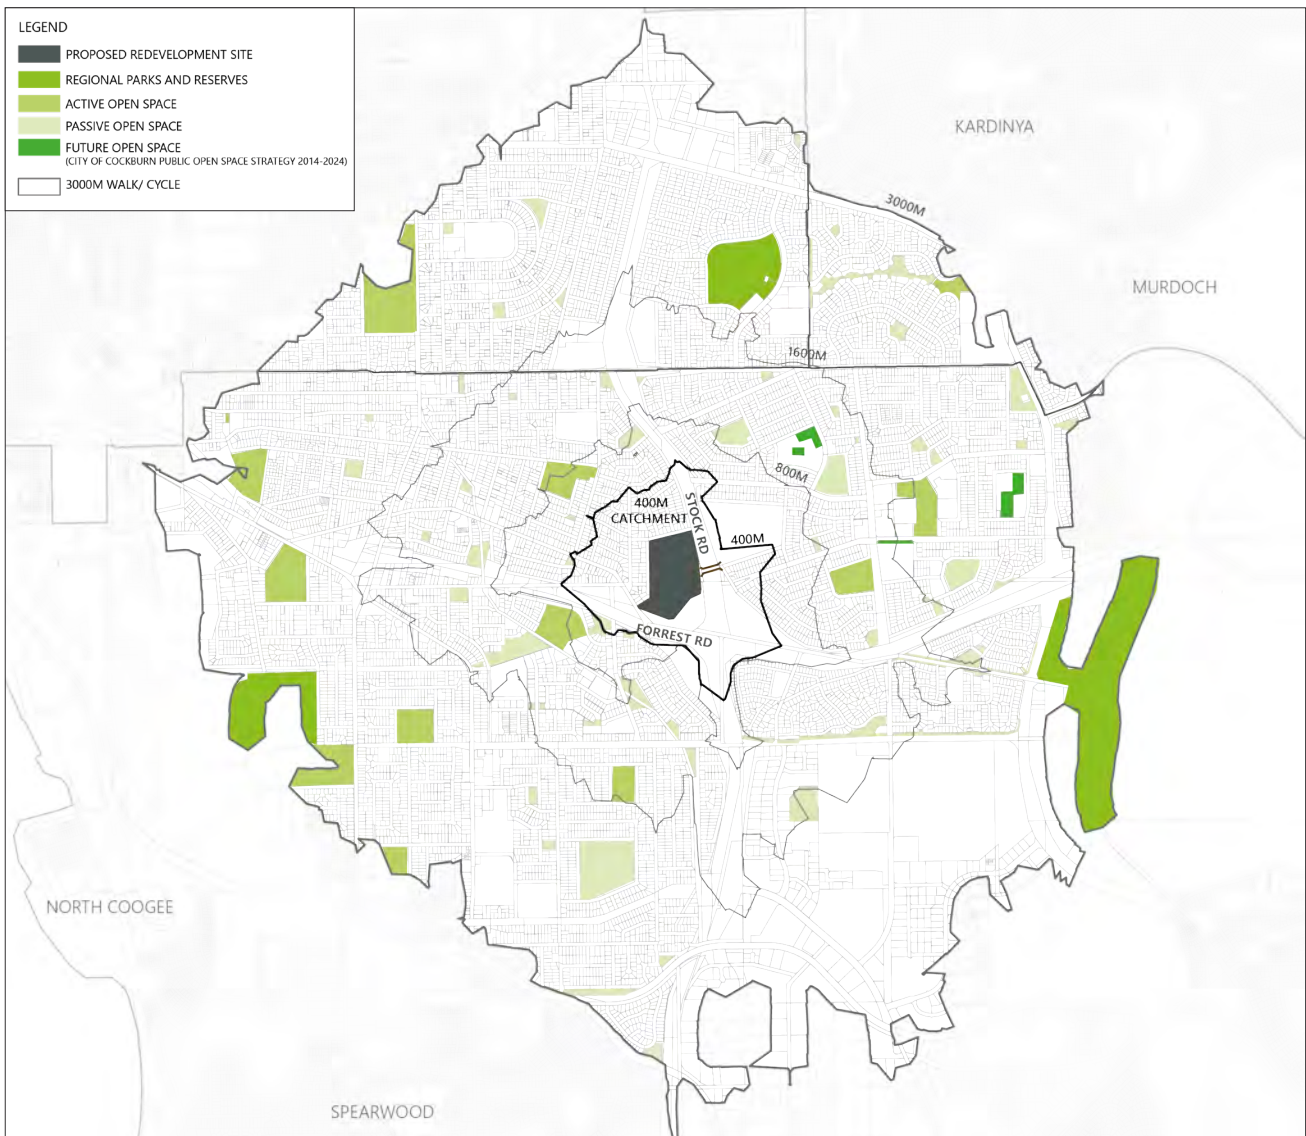 LEGEND
PROPOSED REDEVELOPMENT SITE
REGIONAL PARKS AND RESERVES
ACTIVE OPEN SPACE
PASSIVE OPEN SPACE
FUTURE OPEN SPACE
(CITY OF COCKBURN PUBLIC OPEN SPACE STRATEGY 2014-2024)
3000M WALK/ CYCLE
KARDINYA
3000M
MURDOCH
1600M
800M
400M
CATCHMENT
STOCK RD
400M
FORREST RD
NORTH COOGEE
SPEARWOOD